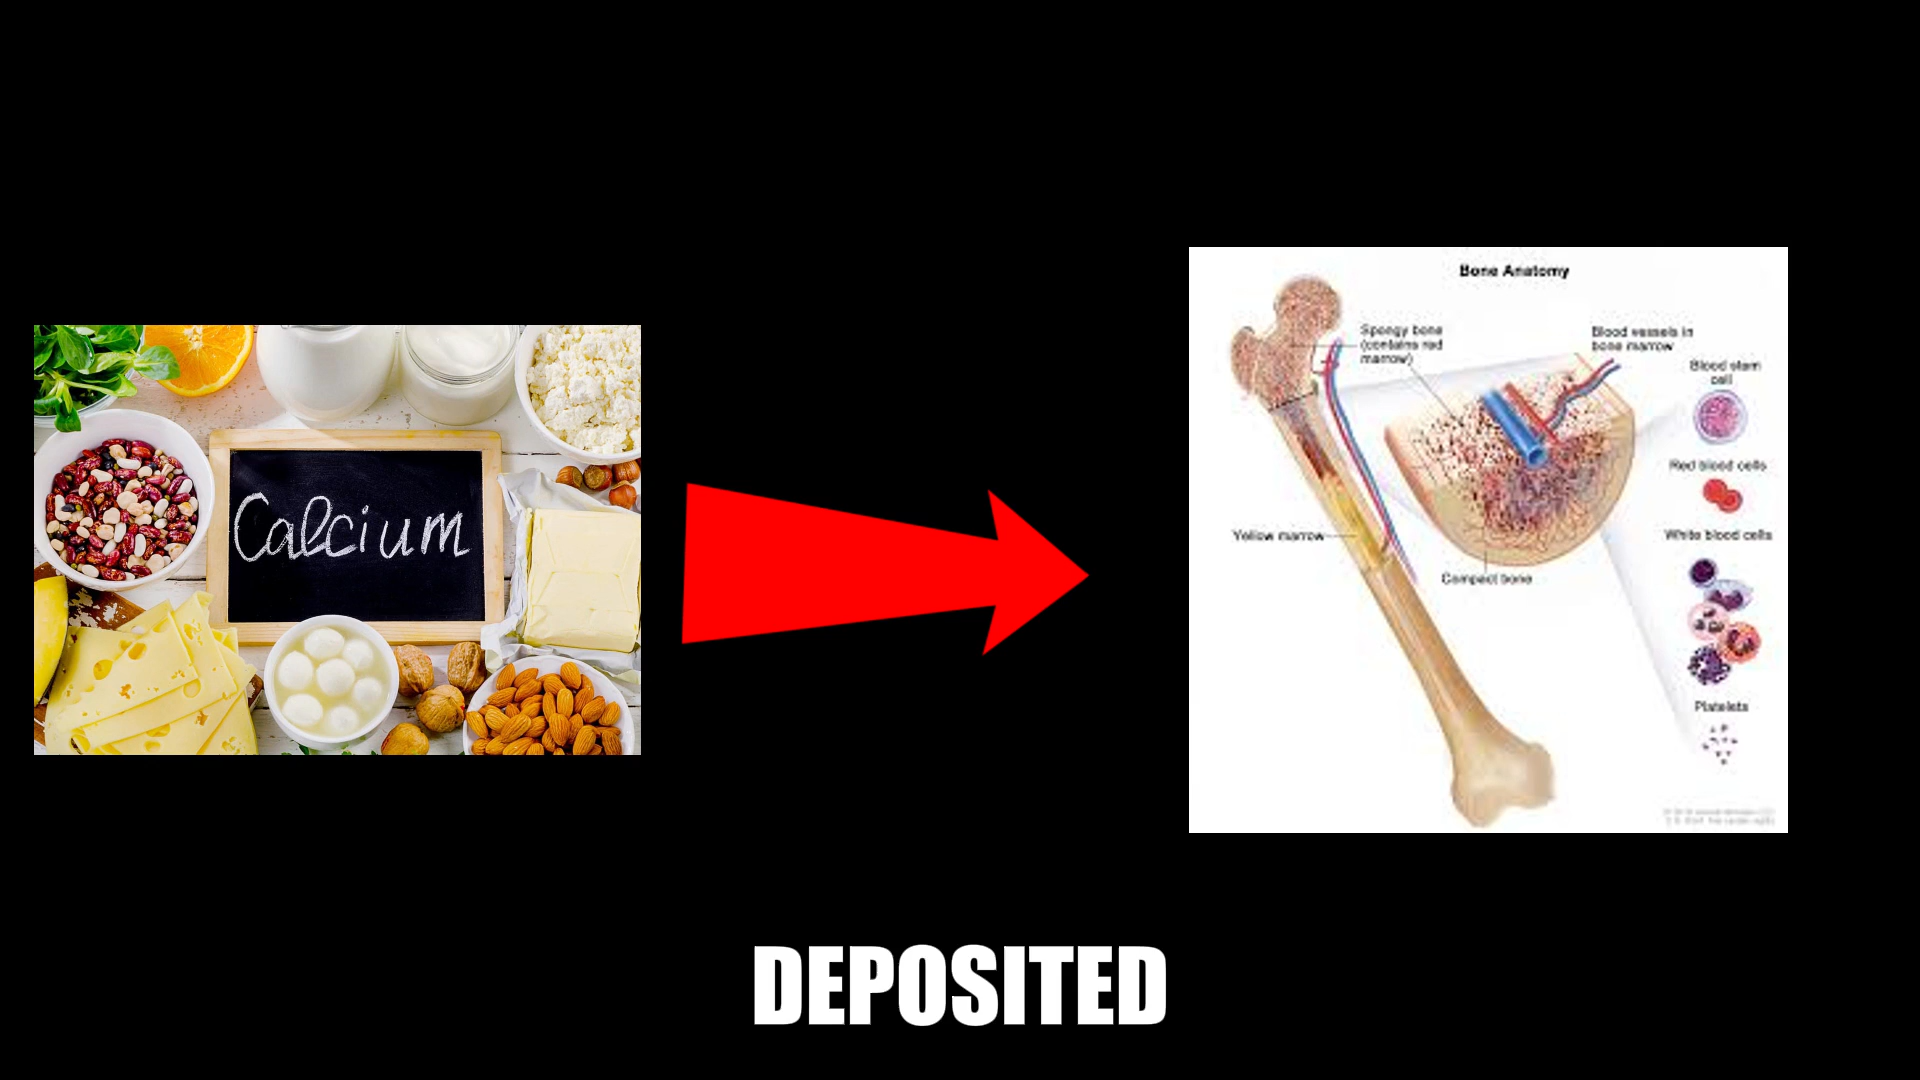 Calcium
Bone Anatomy
Spongy bone
(contains red
marrow)
Blood vessels in
bone marrow
Blood stem
cell
Red blood cells
White blood cells
Yellow marrow
Compact bone
Platelets
DEPOSITED